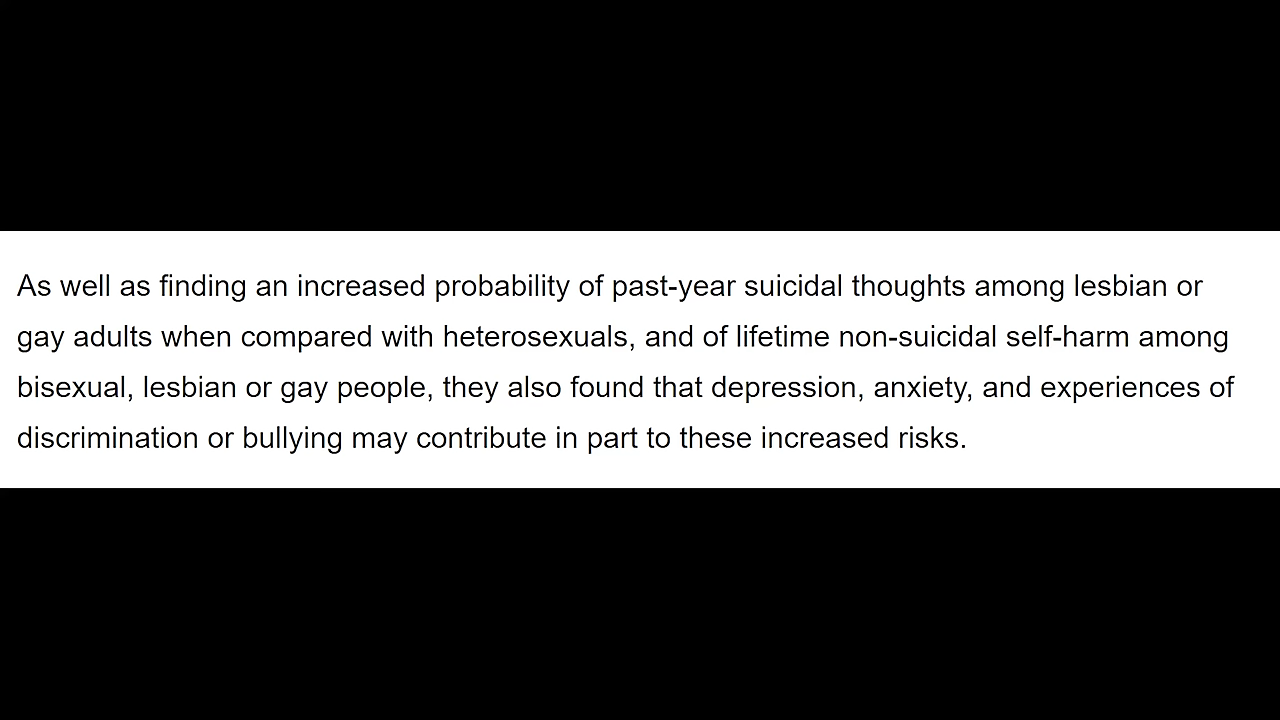 As well as finding an increased probability of past-year suicidal thoughts among lesbian or
gay adults when compared with heterosexuals, and of lifetime non-suicidal self-harm among
bisexual, lesbian or gay people, they also found that depression, anxiety, and experiences of
discrimination or bullying may contribute in part to these increased risks.